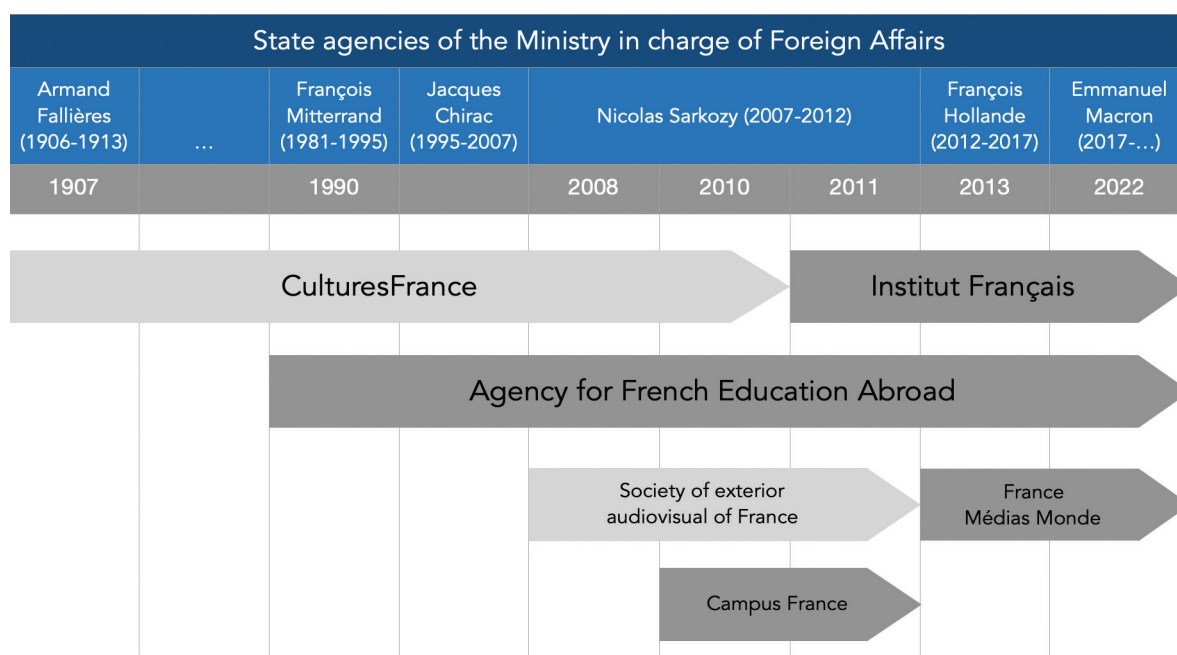 State agencies of the Ministry in charge of Foreign Affairs
Armand
Fallières
(1906-1913)
...
François
Mitterrand
(1981-1995)
Jacques
Chirac
(1995-2007)
Nicolas Sarkozy (2007-2012)
François
Hollande
(2012-2017)
Emmanuel
Macron
(2017-...)
1907
1990
2008
2010
2011
2013
2022
CulturesFrance
Institut Français
Agency for French Education Abroad
Society of exterior
audiovisual of France
France
Médias Monde
Campus France